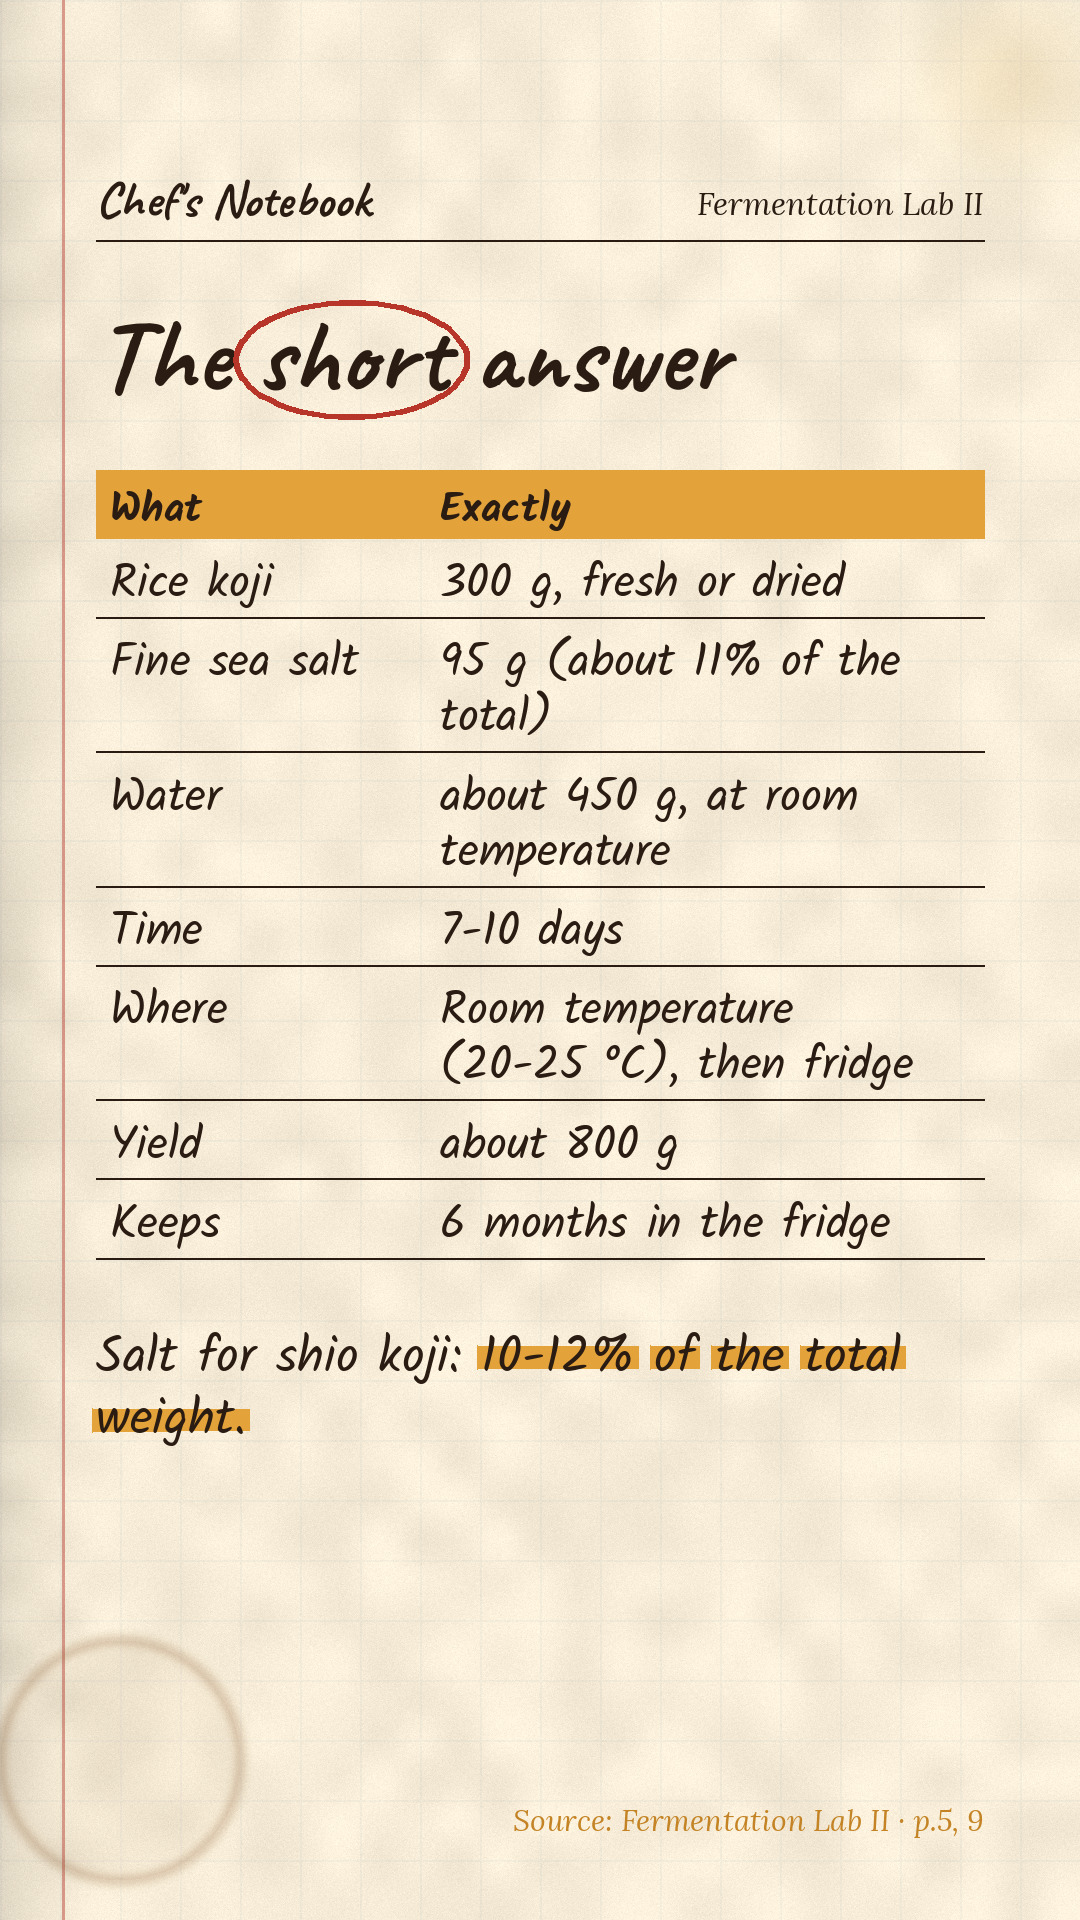 Chef's Notebook
Fermentation Lab II
The short answer
What Exactly
Rice koji 300 g, fresh or dried
Fine sea salt 95 g (about 11% of the
total)
Water about 450 g, at room
temperature
Time 7-10 days
Where Room temperature
(20-25 °C), then fridge
Yield about 800 g
Keeps 6 months in the fridge
Salt for shio koji: 10-12% of the total
weight.
Source: Fermentation Lab II · p.5, 9